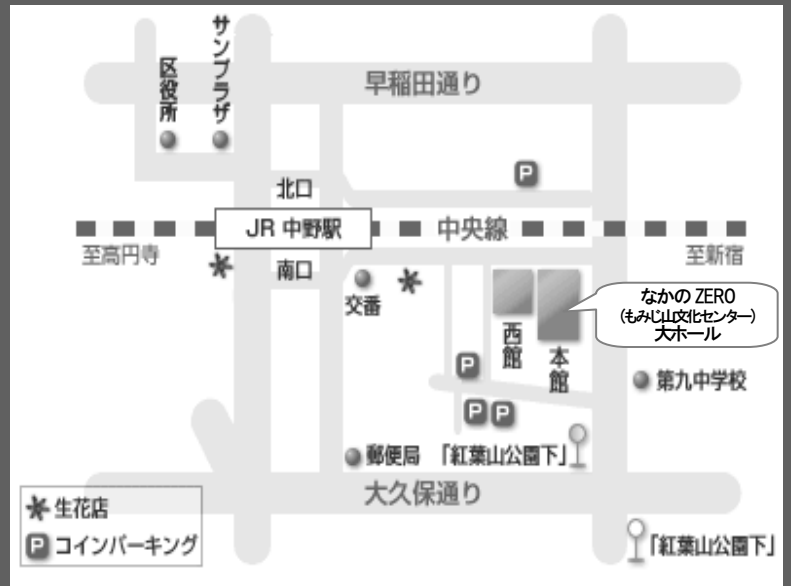 サンプラザ
区役所
早稲田通り
P
北口
JR 中野駅
中央線
至高円寺
至新宿
南口
交番
なかの ZERO
（もみじ山文化センター）
大ホール
西館
本館
P
第九中学校
P P
郵便局
「紅葉山公園下」
大久保通り
生花店
P コインパーキング
「紅葉山公園下」